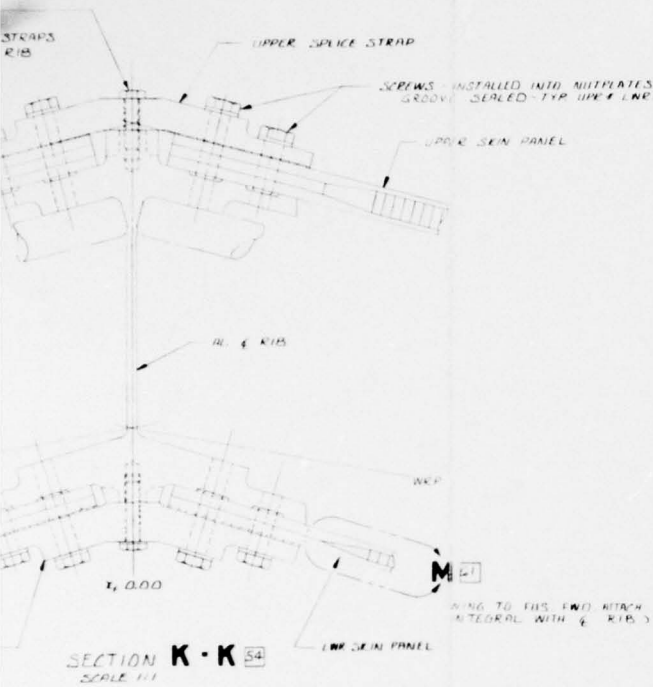 STRAPS
RIB
UPPER SPLICE STRAP
SCREWS INSTALLED INTO NUTPLATES
GROOVE SEALED - TYP UPR & LWR
UPPER SKIN PANEL
AL ℄ RIB
WRP
X, 0.00
M 61
WING TO FUS FWD ATTACH
INTEGRAL WITH ℄ RIB)
LWR SKIN PANEL
SECTION K - K 54
SCALE 1/1